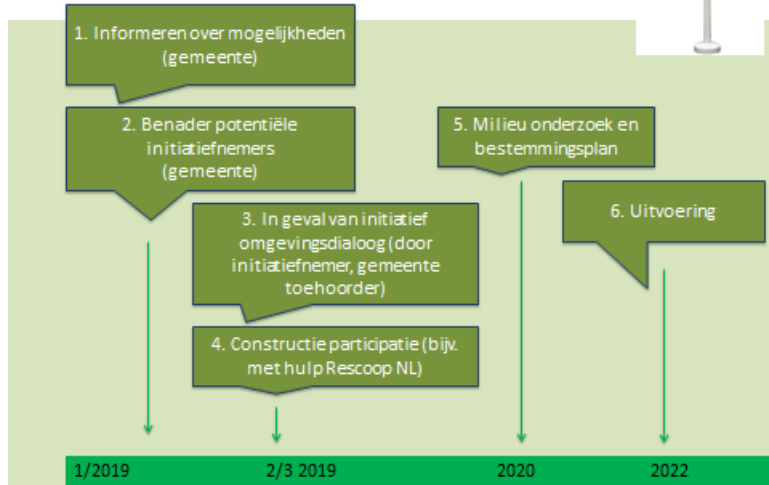 1. Informeren over mogelijkheden
(gemeente)
2. Benader potentiële
initiatiefnemers
(gemeente)
3. In geval van initiatief
omgevingsdialoog (door
initiatiefnemer, gemeente
toehoorder)
4. Constructie participatie (bijv.
met hulp Rescoop NL)
5. Milieu onderzoek en
bestemmingsplan
6. Uitvoering
1/2019
2/3 2019
2020
2022